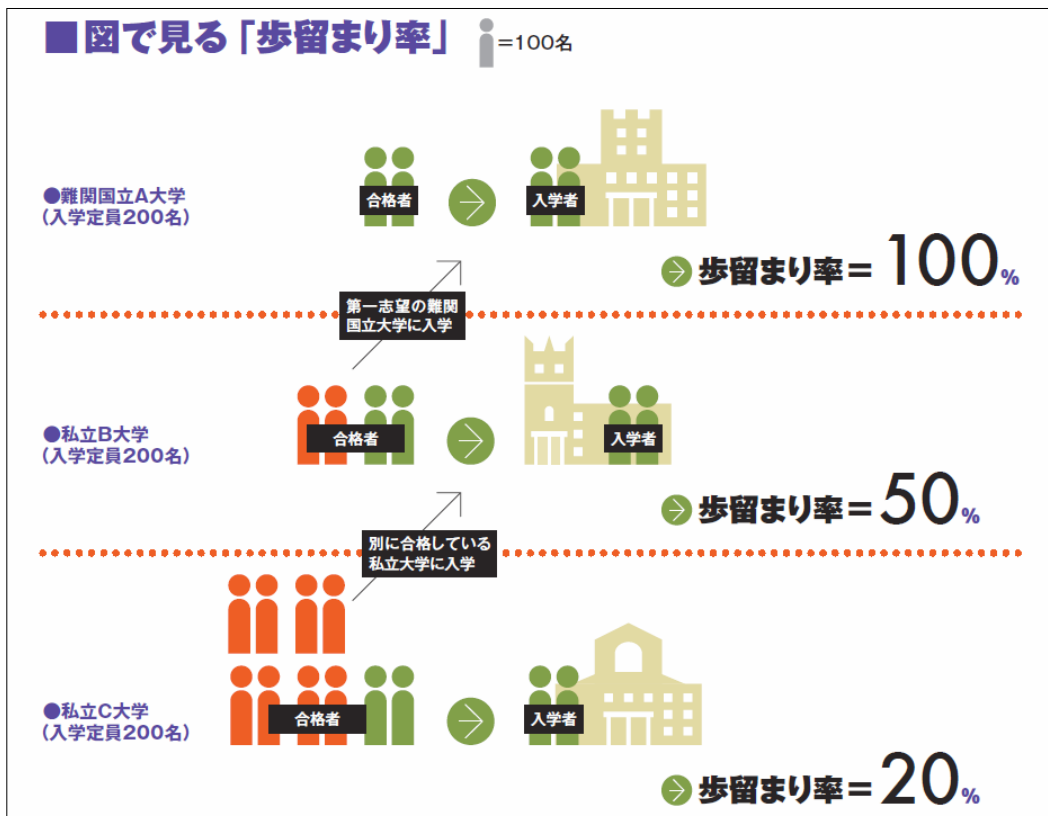 ■図で見る「歩留まり率」 =100名
●難関国立A大学
(入学定員200名)
合格者
入学者
歩留まり率=100%
第一志望の難関
国立大学に入学
●私立B大学
(入学定員200名)
合格者
入学者
歩留まり率=50%
別に合格している
私立大学に入学
●私立C大学
(入学定員200名)
合格者
入学者
歩留まり率=20%